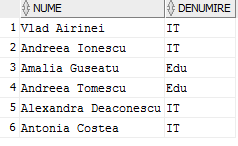 NUME DENUMIRE
1 Vlad Airinei IT
2 Andreea Ionescu IT
3 Amalia Guseatu Edu
4 Andreea Tomescu Edu
5 Alexandra Deaconescu IT
6 Antonia Costea IT